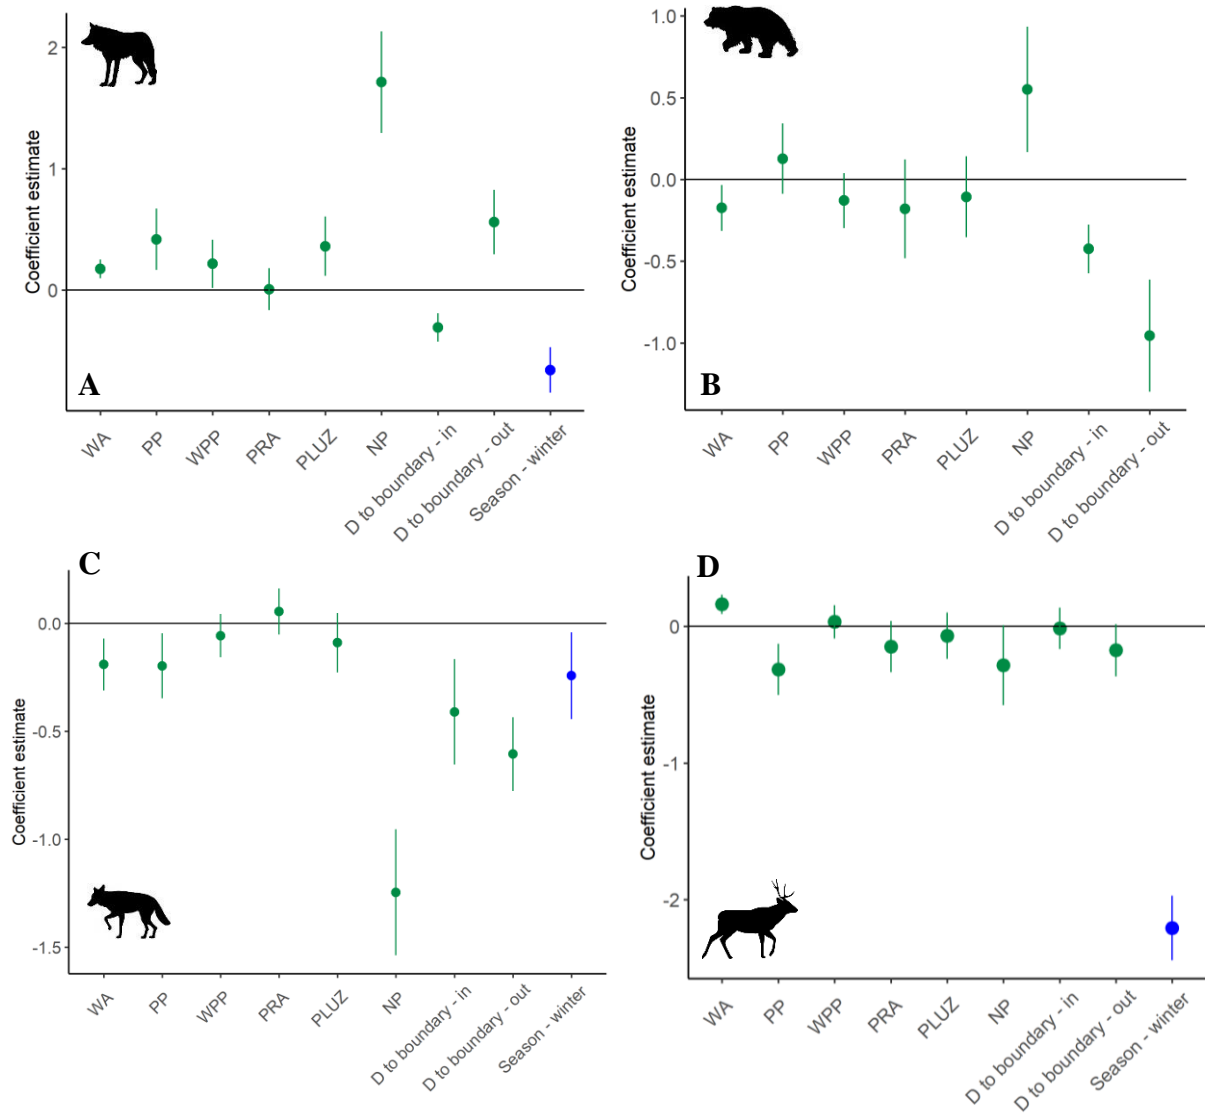 2
1
0
Coefficient estimate
A
WA
PP
WPP
PRA
PLUZ
NP
D to boundary - in
D to boundary - out
Season - winter
1.0
0.5
0.0
-0.5
-1.0
Coefficient estimate
B
WA
PP
WPP
PRA
PLUZ
NP
D to boundary - in
D to boundary - out
C
0.0
-0.5
-1.0
-1.5
Coefficient estimate
WA
PP
WPP
PRA
PLUZ
NP
D to boundary - in
D to boundary - out
Season - winter
D
0
-1
-2
Coefficient estimate
WA
PP
WPP
PRA
PLUZ
NP
D to boundary - in
D to boundary - out
Season - winter